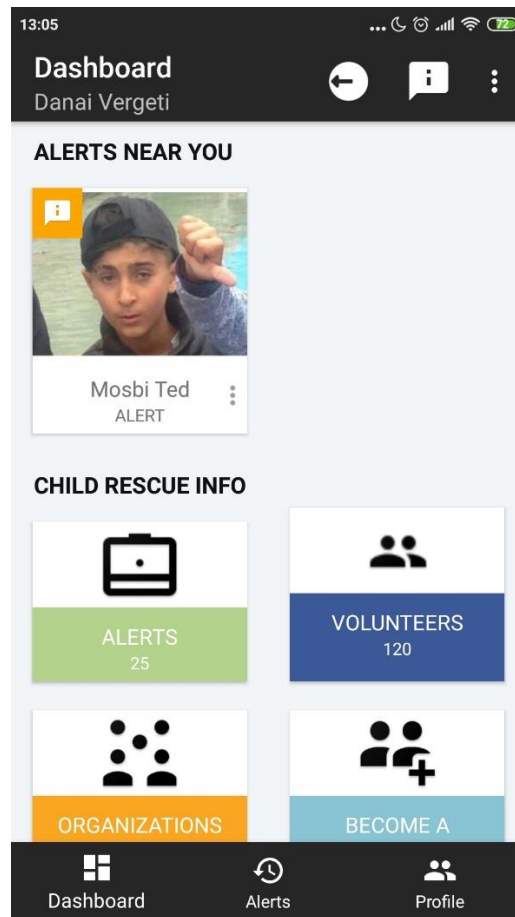 13:05
72
Dashboard
Danai Vergeti
ALERTS NEAR YOU
Mosbi Ted
ALERT
CHILD RESCUE INFO
ALERTS
25
VOLUNTEERS
120
ORGANIZATIONS
BECOME A
Dashboard
Alerts
Profile